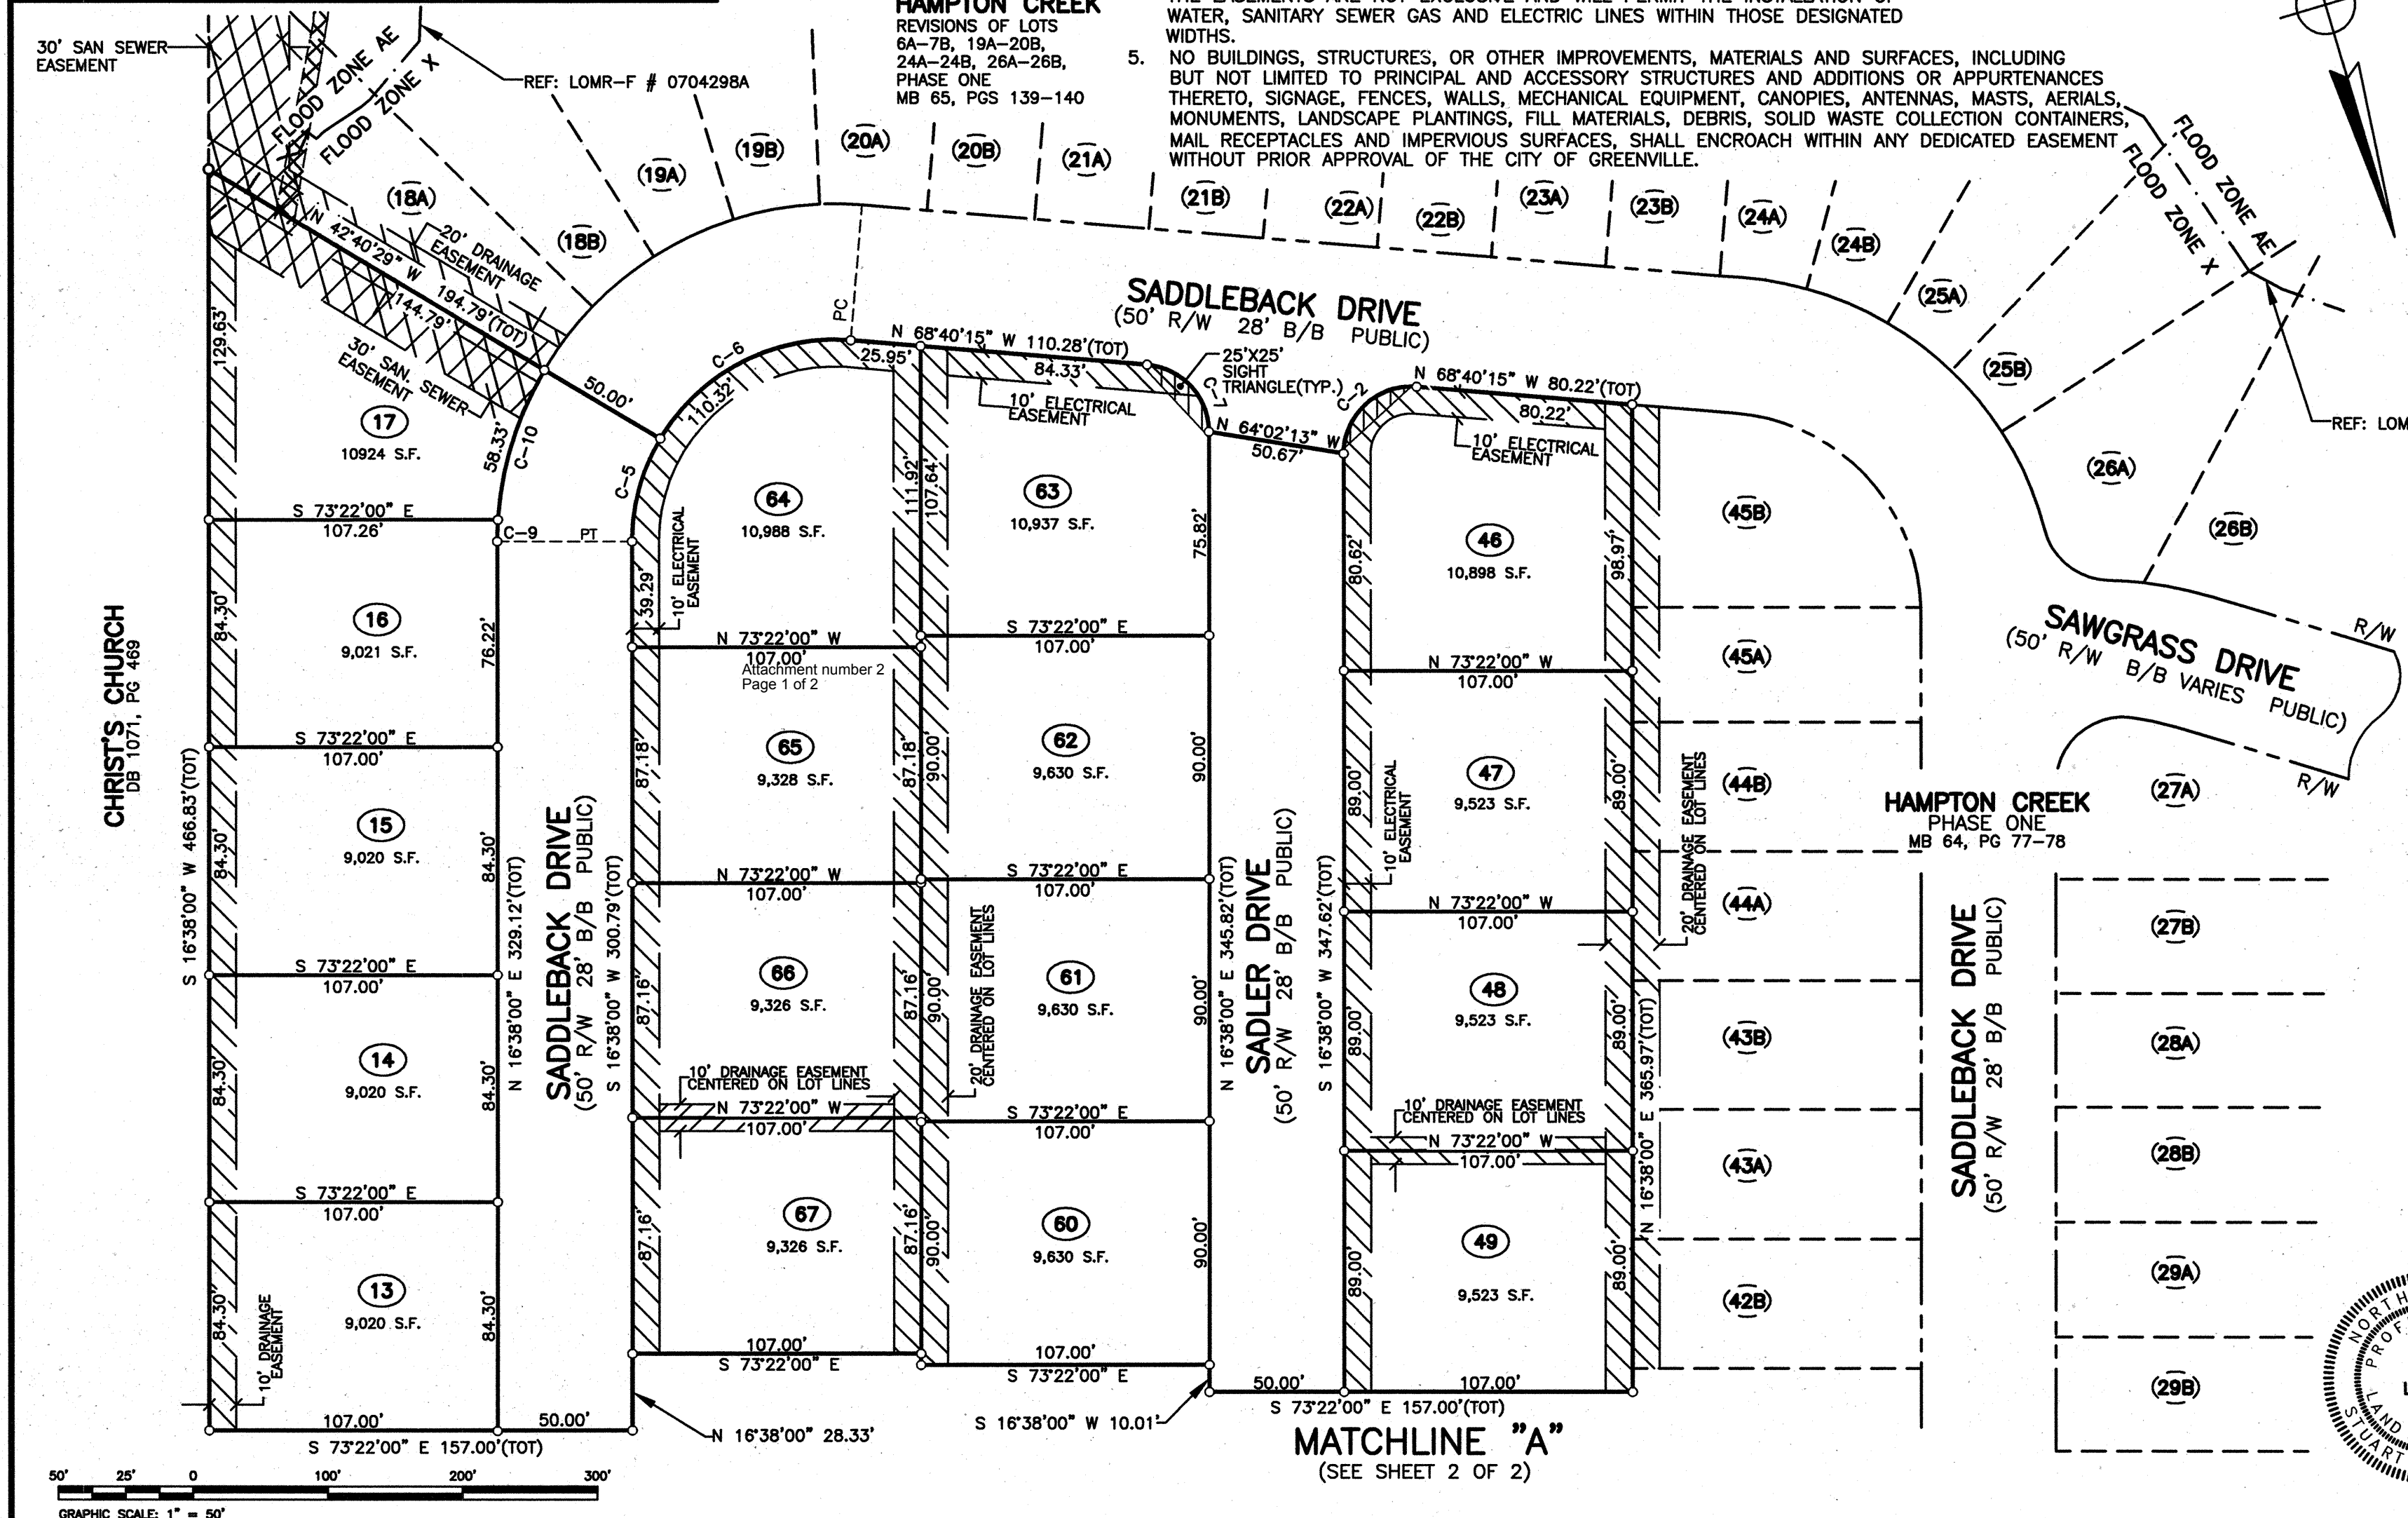 30' SAN SEWER
EASEMENT
FLOOD ZONE AE
FLOOD ZONE X
REF: LOMR-F # 0704298A
HAMPTON CREEK
REVISIONS OF LOTS
6A-7B, 19A-20B,
24A-24B, 26A-26B,
PHASE ONE
MB 65, PGS 139-140
WATER, SANITARY SEWER GAS AND ELECTRIC LINES WITHIN THOSE DESIGNATED
WIDTHS.
5. NO BUILDINGS, STRUCTURES, OR OTHER IMPROVEMENTS, MATERIALS AND SURFACES, INCLUDING
BUT NOT LIMITED TO PRINCIPAL AND ACCESSORY STRUCTURES AND ADDITIONS OR APPURTENANCES
THERETO, SIGNAGE, FENCES, WALLS, MECHANICAL EQUIPMENT, CANOPIES, ANTENNAS, MASTS, AERIALS,
MONUMENTS, LANDSCAPE PLANTINGS, FILL MATERIALS, DEBRIS, SOLID WASTE COLLECTION CONTAINERS,
MAIL RECEPTACLES AND IMPERVIOUS SURFACES, SHALL ENCROACH WITHIN ANY DEDICATED EASEMENT
WITHOUT PRIOR APPROVAL OF THE CITY OF GREENVILLE.
FLOOD ZONE AE
FLOOD ZONE X
(18A)
(18B)
(19A)
(19B)
(20A)
(20B)
(21A)
(21B)
(22A)
(22B)
(23A)
(23B)
(24A)
(24B)
(25A)
(25B)
(26A)
(26B)
REF: LOM
N 42°40'29" W 194.79'(TOT)
144.79'
20' DRAINAGE
EASEMENT
30' SAN. SEWER
EASEMENT
50.00'
PC
SADDLEBACK DRIVE
(50' R/W 28' B/B PUBLIC)
N 68°40'15" W 110.28'(TOT)
25.95'
84.33'
10' ELECTRICAL
EASEMENT
25'X25'
SIGHT
TRIANGLE(TYP.)
C-7
C-2
N 64°02'13" W
50.67'
N 68°40'15" W 80.22'(TOT)
80.22'
10' ELECTRICAL
EASEMENT
C-6
110.32'
C-5
C-10
58.33'
C-9
PT
CHRIST'S CHURCH
DB 1071, PG 469
S 16°38'00" W 466.83'(TOT)
129.63'
17
10924 S.F.
S 73°22'00" E
107.26'
84.30'
16
9,021 S.F.
76.22'
S 73°22'00" E
107.00'
84.30'
15
9,020 S.F.
84.30'
S 73°22'00" E
107.00'
84.30'
14
9,020 S.F.
84.30'
S 73°22'00" E
107.00'
84.30'
13
9,020 S.F.
84.30'
10' DRAINAGE
EASEMENT
107.00'
50.00'
S 73°22'00" E 157.00'(TOT)
N 16°38'00" E 329.12'(TOT)
SADDLEBACK DRIVE
(50' R/W 28' B/B PUBLIC)
S 16°38'00" W 300.79'(TOT)
N 16°38'00" 28.33'
64
10,988 S.F.
39.29'
10' ELECTRICAL
EASEMENT
111.92'
107.64'
N 73°22'00" W
107.00'
Attachment number 2
Page 1 of 2
87.18'
65
9,328 S.F.
87.18'
90.00'
N 73°22'00" W
107.00'
87.16'
66
9,326 S.F.
87.16'
90.00'
10' DRAINAGE EASEMENT
CENTERED ON LOT LINES
N 73°22'00" W
107.00'
87.16'
67
9,326 S.F.
87.16'
90.00'
107.00'
S 73°22'00" E
63
10,937 S.F.
75.82'
S 73°22'00" E
107.00'
62
9,630 S.F.
90.00'
S 73°22'00" E
107.00'
20' DRAINAGE EASEMENT
CENTERED ON LOT LINES
61
9,630 S.F.
90.00'
S 73°22'00" E
107.00'
60
9,630 S.F.
90.00'
107.00'
S 73°22'00" E
S 16°38'00" W 10.01'
N 16°38'00" E 345.82'(TOT)
SADLER DRIVE
(50' R/W 28' B/B PUBLIC)
S 16°38'00" W 347.62'(TOT)
80.62'
46
10,898 S.F.
98.97'
N 73°22'00" W
107.00'
89.00'
47
9,523 S.F.
89.00'
10' ELECTRICAL
EASEMENT
N 73°22'00" W
107.00'
89.00'
48
9,523 S.F.
89.00'
10' DRAINAGE EASEMENT
CENTERED ON LOT LINES
N 73°22'00" W
107.00'
89.00'
49
9,523 S.F.
89.00'
50.00'
107.00'
S 73°22'00" E 157.00'(TOT)
MATCHLINE "A"
(SEE SHEET 2 OF 2)
N 16°38'00" E 365.97'(TOT)
20' DRAINAGE EASEMENT
CENTERED ON LOT LINES
(45B)
(45A)
(44B)
(44A)
(43B)
(43A)
(42B)
SAWGRASS DRIVE
(50' R/W B/B VARIES PUBLIC)
R/W
R/W
HAMPTON CREEK
PHASE ONE
MB 64, PG 77-78
SADDLEBACK DRIVE
(50' R/W 28' B/B PUBLIC)
(27A)
(27B)
(28A)
(28B)
(29A)
(29B)
NORTH
PROF
LAND
STUART
50' 25' 0 100' 200' 300'
GRAPHIC SCALE: 1" = 50'